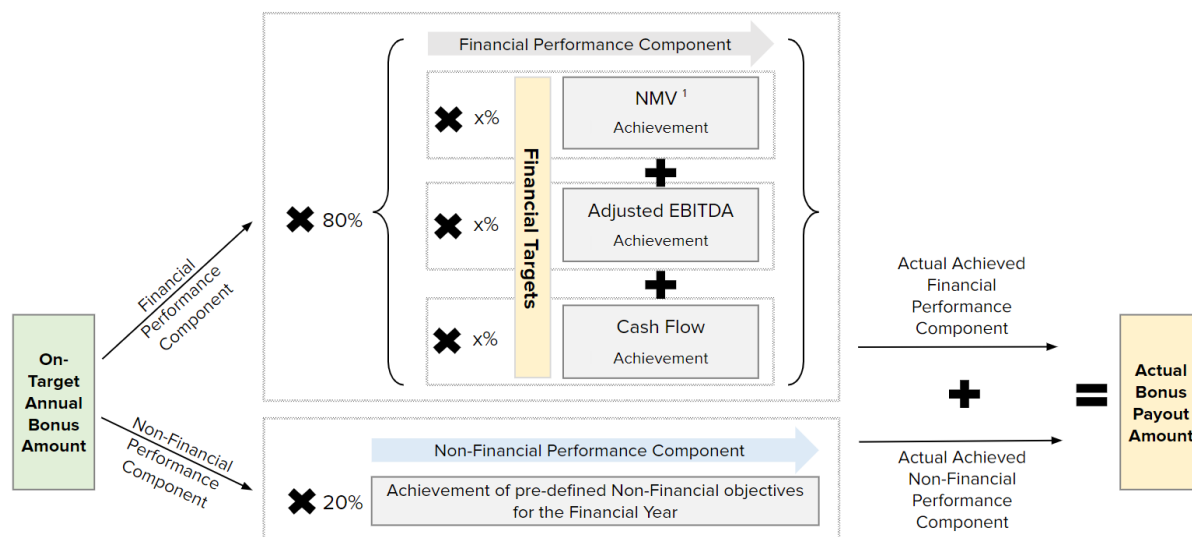 Financial Performance Component
x%
NMV 1
Achievement
x%
Adjusted EBITDA
Achievement
x%
Cash Flow
Achievement
Financial Targets
80%
Financial
Performance
Component
On-
Target
Annual
Bonus
Amount
Non-Financial
Performance
Component
Non-Financial Performance Component
20%
Achievement of pre-defined Non-Financial objectives
for the Financial Year
Actual Achieved
Financial
Performance
Component
Actual Achieved
Non-Financial
Performance
Component
Actual
Bonus
Payout
Amount